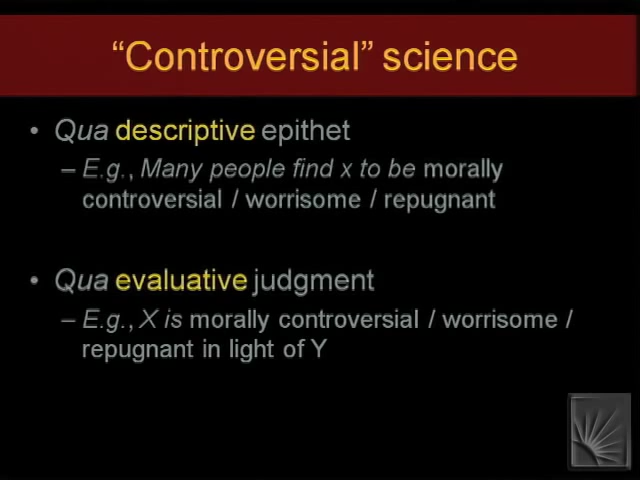 “Controversial” science
• Qua descriptive epithet
– E.g., Many people find x to be morally
controversial / worrisome / repugnant
• Qua evaluative judgment
– E.g., X is morally controversial / worrisome /
repugnant in light of Y